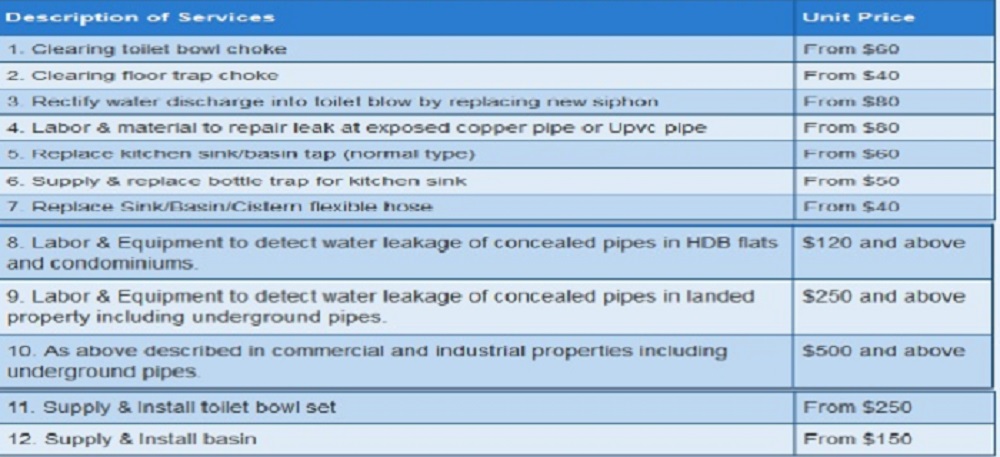 Description of Services Unit Price
1. Clearing toilet bowl choke From $60
2. Clearing floor trap choke From $40
3. Rectify water discharge into toilet blow by replacing new siphon From $80
4. Labor & material to repair leak at exposed copper pipe or Upvc pipe From $80
5. Replace kitchen sink/basin tap (normal type) From $60
6. Supply & replace bottle trap for kitchen sink From $50
7. Replace Sink/Basin/Cistern flexible hose From $40
8. Labor & Equipment to detect water leakage of concealed pipes in HDB flats $120 and above
and condominiums.
9. Labor & Equipment to detect water leakage of concealed pipes in landed $250 and above
property including underground pipes.
10. As above described in commercial and industrial properties including $500 and above
underground pipes.
11. Supply & Install toilet bowl set From $250
12. Supply & Install basin From $150